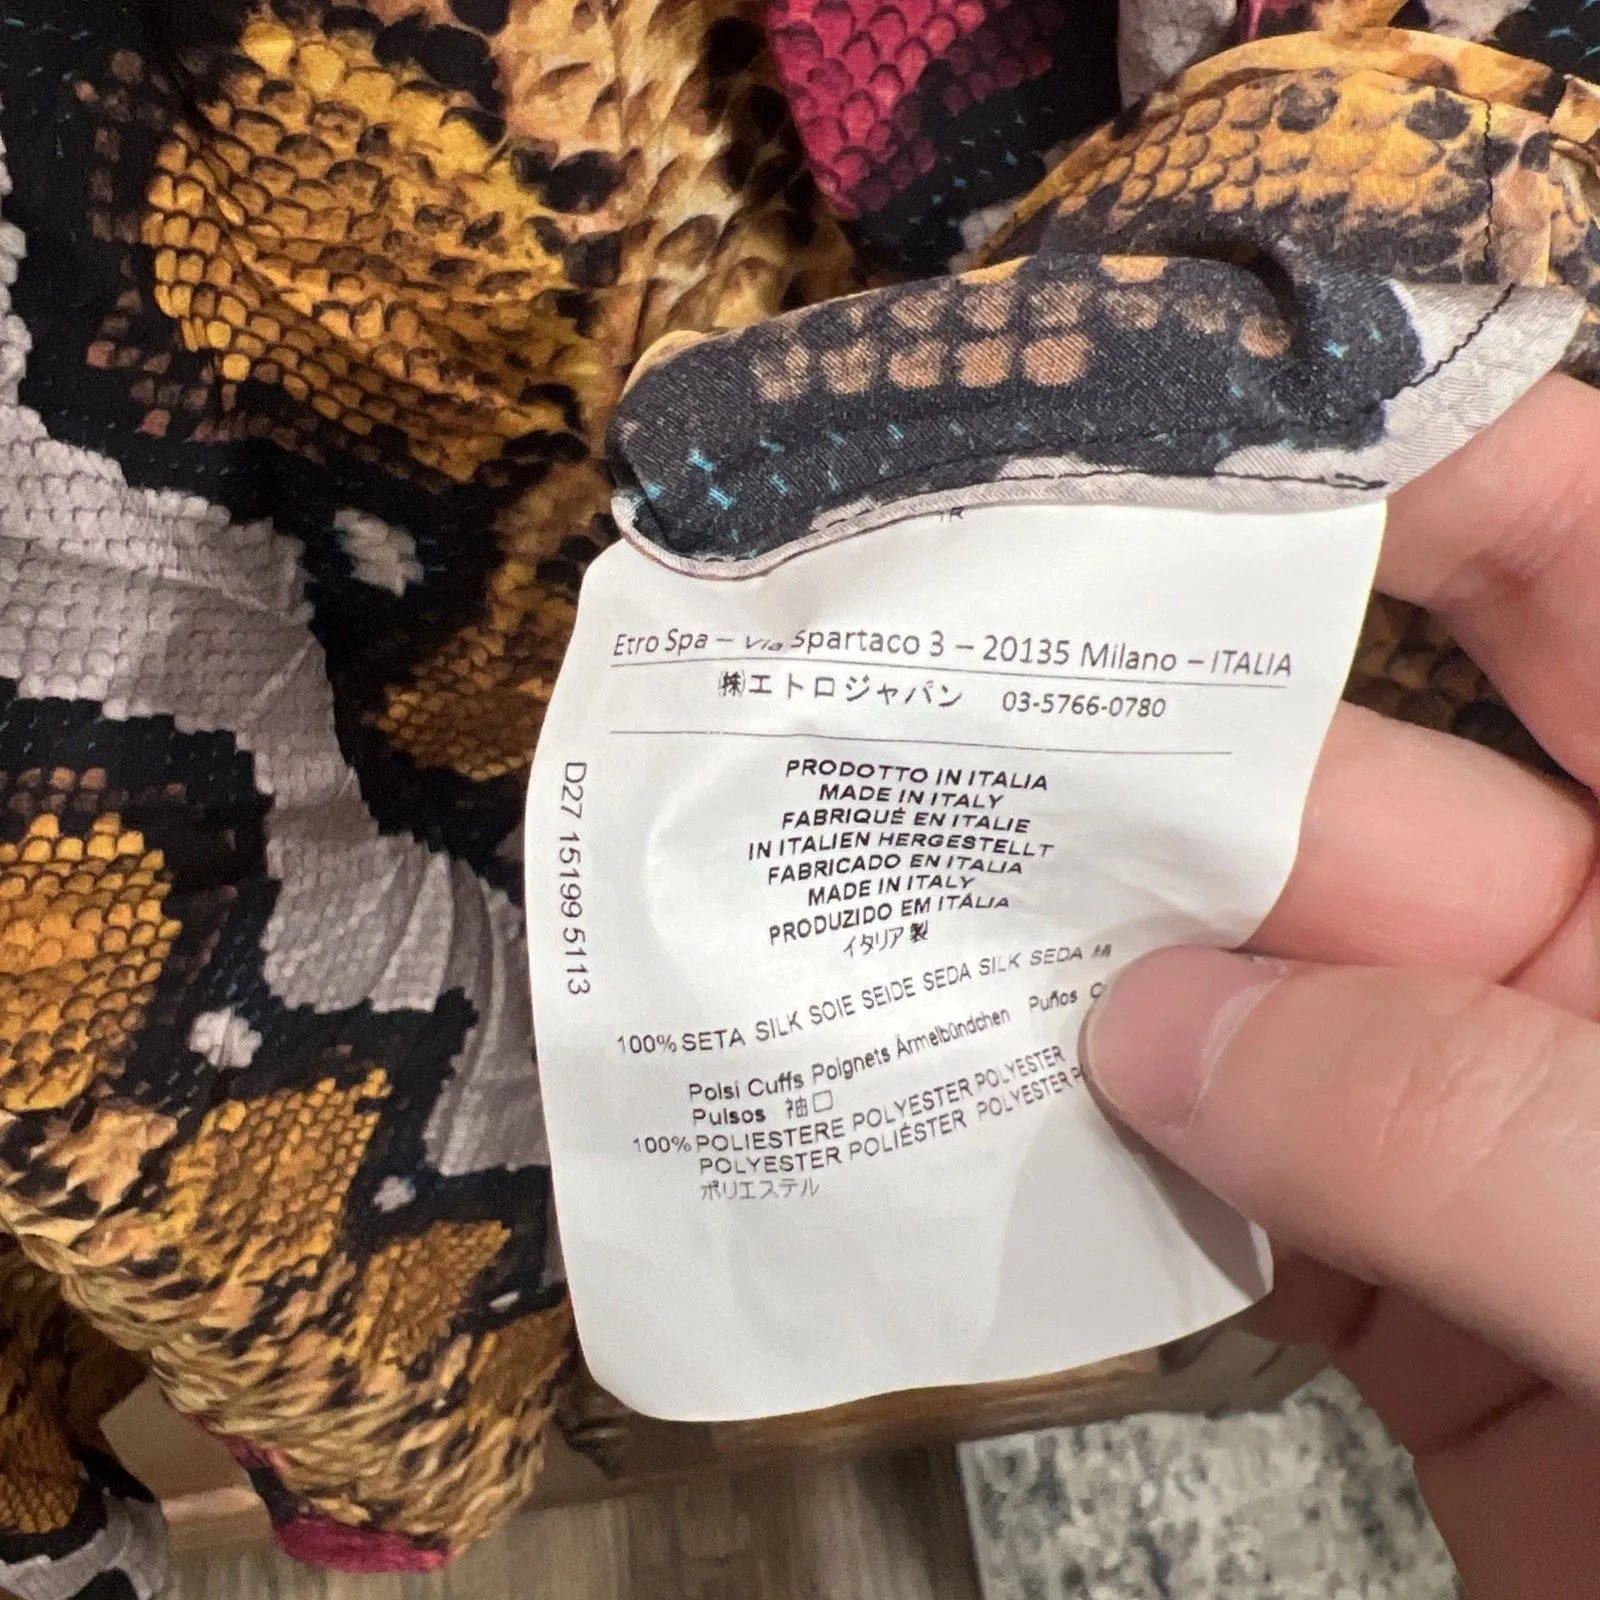 Etro Spa – Via Spartaco 3 – 20135 Milano – ITALIA
㈱エトロジャパン 03-5766-0780
D27 15199 5113
PRODOTTO IN ITALIA
MADE IN ITALY
FABRIQUÉ EN ITALIE
IN ITALIEN HERGESTELLT
FABRICADO EN ITALIA
MADE IN ITALY
PRODUZIDO EM ITÁLIA
イタリア製
100% SETA SILK SOIE SEIDE SEDA SILK SEDA
Polsi Cuffs Poignets Ärmelbündchen Puños
Pulsos 袖口
100% POLIESTERE POLYESTER POLYESTER
POLYESTER POLIÉSTER POLYESTER
ポリエステル